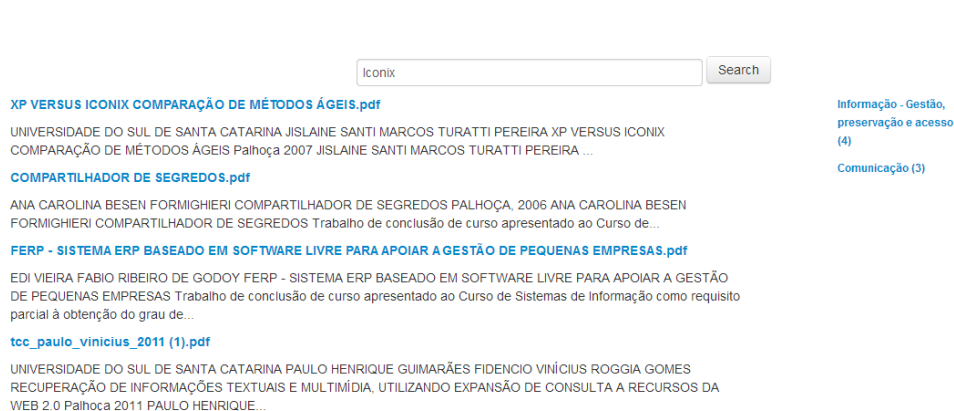 Iconix
Search
XP VERSUS ICONIX COMPARAÇÃO DE MÉTODOS ÁGEIS.pdf
UNIVERSIDADE DO SUL DE SANTA CATARINA JISLAINE SANTI MARCOS TURATTI PEREIRA XP VERSUS ICONIX
COMPARAÇÃO DE MÉTODOS ÁGEIS Palhoça 2007 JISLAINE SANTI MARCOS TURATTI PEREIRA ...
COMPARTILHADOR DE SEGREDOS.pdf
ANA CAROLINA BESEN FORMIGHIERI COMPARTILHADOR DE SEGREDOS PALHOÇA, 2006 ANA CAROLINA BESEN
FORMIGHIERI COMPARTILHADOR DE SEGREDOS Trabalho de conclusão de curso apresentado ao Curso de...
FERP - SISTEMA ERP BASEADO EM SOFTWARE LIVRE PARA APOIAR A GESTÃO DE PEQUENAS EMPRESAS.pdf
EDI VIEIRA FABIO RIBEIRO DE GODOY FERP - SISTEMA ERP BASEADO EM SOFTWARE LIVRE PARA APOIAR A GESTÃO
DE PEQUENAS EMPRESAS Trabalho de conclusão de curso apresentado ao Curso de Sistemas de Informação como requisito
parcial à obtenção do grau de...
tcc_paulo_vinicius_2011 (1).pdf
UNIVERSIDADE DO SUL DE SANTA CATARINA PAULO HENRIQUE GUIMARÃES FIDENCIO VINÍCIUS ROGGIA GOMES
RECUPERAÇÃO DE INFORMAÇÕES TEXTUAIS E MULTIMÍDIA, UTILIZANDO EXPANSÃO DE CONSULTA A RECURSOS DA
WEB 2.0 Palhoça 2011 PAULO HENRIQUE...
Informação - Gestão,
preservação e acesso
(4)
Comunicação (3)